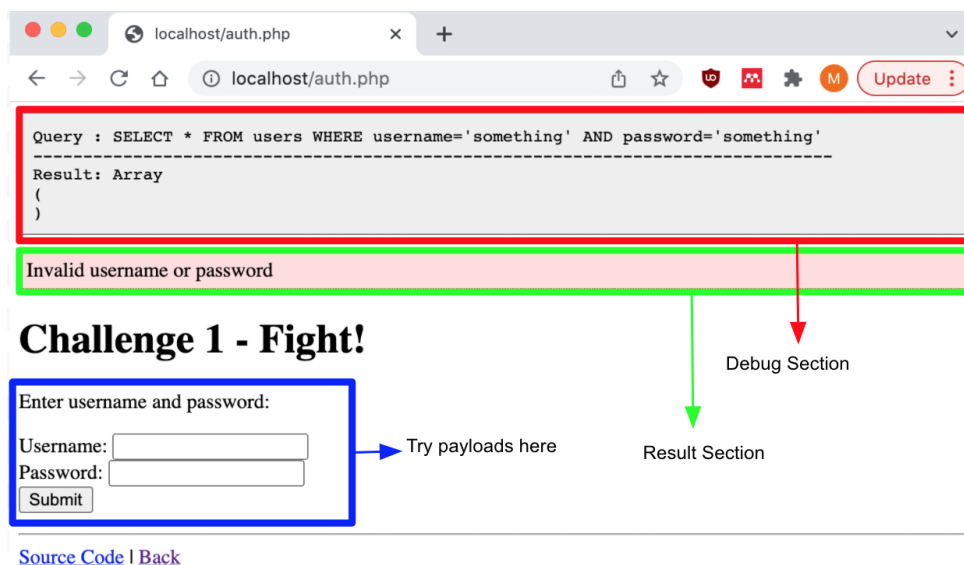 localhost/auth.php
localhost/auth.php
M
Update
Query : SELECT * FROM users WHERE username='something' AND password='something'
--------------------------------------------------------------------------------
Result: Array
(
)
Invalid username or password
Challenge 1 - Fight!
Debug Section
Enter username and password:
Username:
Try payloads here
Result Section
Password:
Submit
Source Code | Back